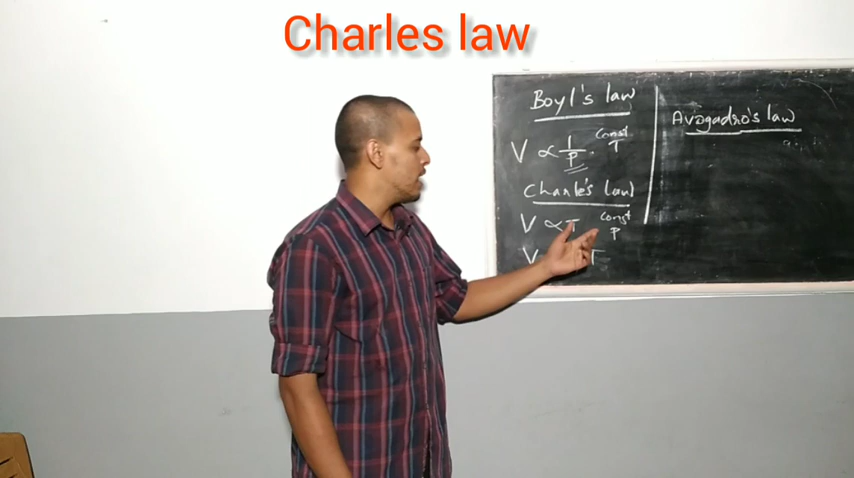 Charles law
Boyl's law
V ∝ 1/P . Const T
Charle's law
V ∝ T Const P
V T
Avogadro's law